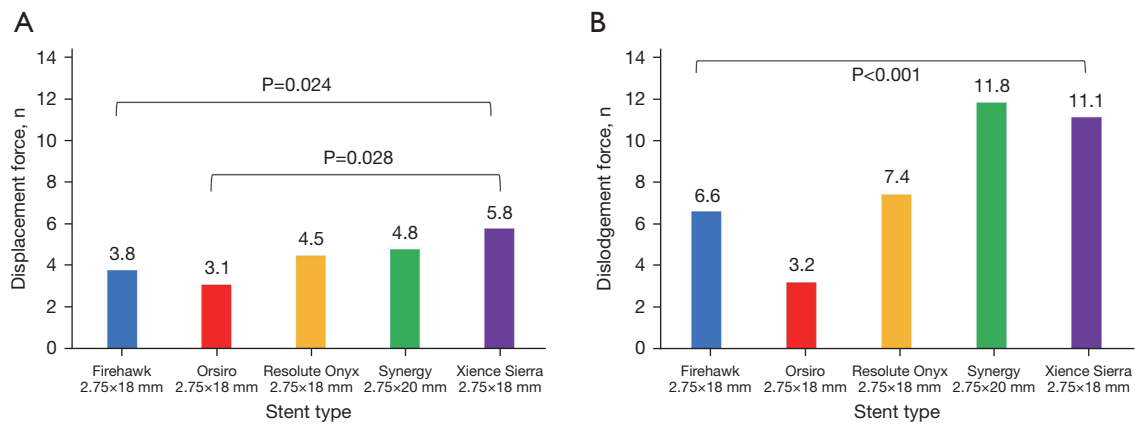 A
Displacement force, n
14
12
10
8
6
4
2
0
P=0.024
P=0.028
3.8
3.1
4.5
4.8
5.8
Firehawk
2.75×18 mm
Orsiro
2.75×18 mm
Resolute Onyx
2.75×18 mm
Synergy
2.75×20 mm
Xience Sierra
2.75×18 mm
Stent type
B
Dislodgement force, n
14
12
10
8
6
4
2
0
P<0.001
6.6
3.2
7.4
11.8
11.1
Firehawk
2.75×18 mm
Orsiro
2.75×18 mm
Resolute Onyx
2.75×18 mm
Synergy
2.75×20 mm
Xience Sierra
2.75×18 mm
Stent type